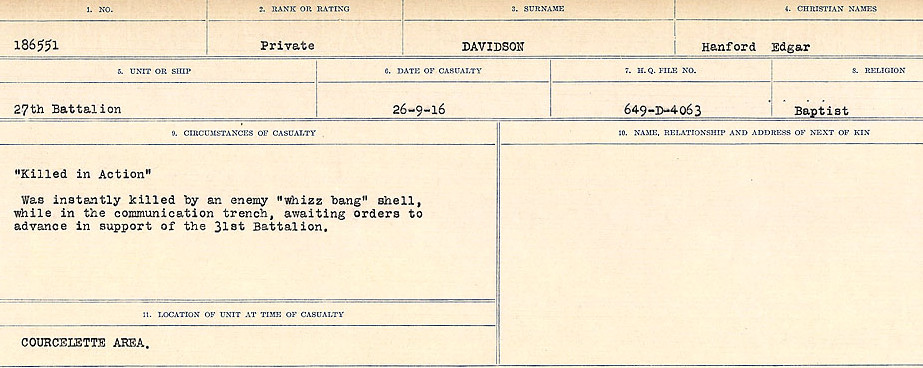 1. NO. 2. RANK OR RATING 3. SURNAME 4. CHRISTIAN NAMES
186551 Private DAVIDSON Hanford Edgar
5. UNIT OR SHIP 6. DATE OF CASUALTY 7. H. Q. FILE NO. 8. RELIGION
27th Battalion 26-9-16 649-D-4063 Baptist
9. CIRCUMSTANCES OF CASUALTY
10. NAME, RELATIONSHIP AND ADDRESS OF NEXT OF KIN
"Killed in Action"
Was instantly killed by an enemy "whizz bang" shell,
while in the communication trench, awaiting orders to
advance in support of the 31st Battalion.
11. LOCATION OF UNIT AT TIME OF CASUALTY
COURCELETTE AREA.